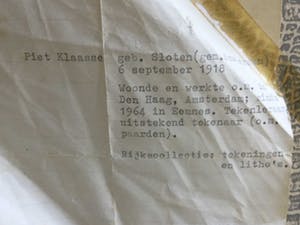 Piet Klaasse geb. Sloten(gem.
6 september 1918
Woonde en werkte o.m.
Den Haag, Amsterdam;
1964 in Eemnes.
uitstekend tekenaar (o.m.
paarden).
Rijkscollectie: tekeningen
en litho's.